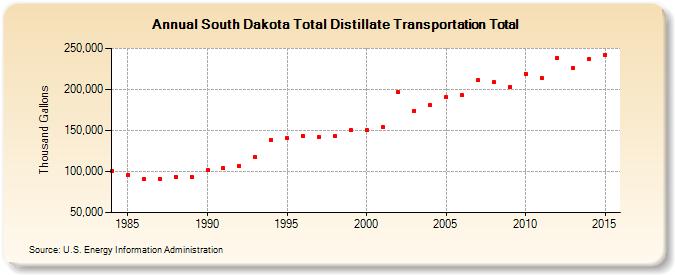 Annual South Dakota Total Distillate Transportation Total
Thousand Gallons
250,000
200,000
150,000
100,000
50,000
1985 1990 1995 2000 2005 2010 2015
Source: U.S. Energy Information Administration